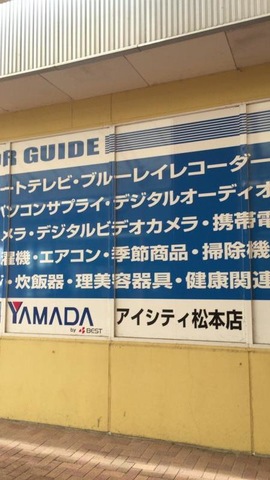 OR GUIDE
ートテレビ・ブルーレイレコーダー
パソコンサプライ・デジタルオーディオ
メラ・デジタルビデオカメラ・携帯電
濯機・エアコン・季節商品・掃除機
・炊飯器・理美容器具・健康関連
YAMADA アイシティ松本店
by BEST